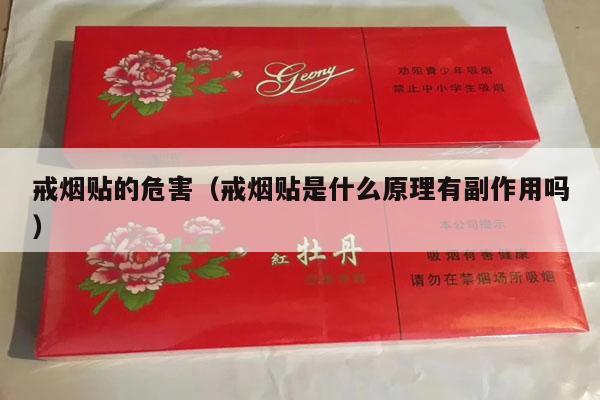 Geony
劝阻青少年吸烟
禁止中小学生吸烟
戒烟贴的危害（戒烟贴是什么原理有副作用吗
）
本公司提示
紅 牡丹
吸烟有害健康
请勿在禁烟场所吸烟